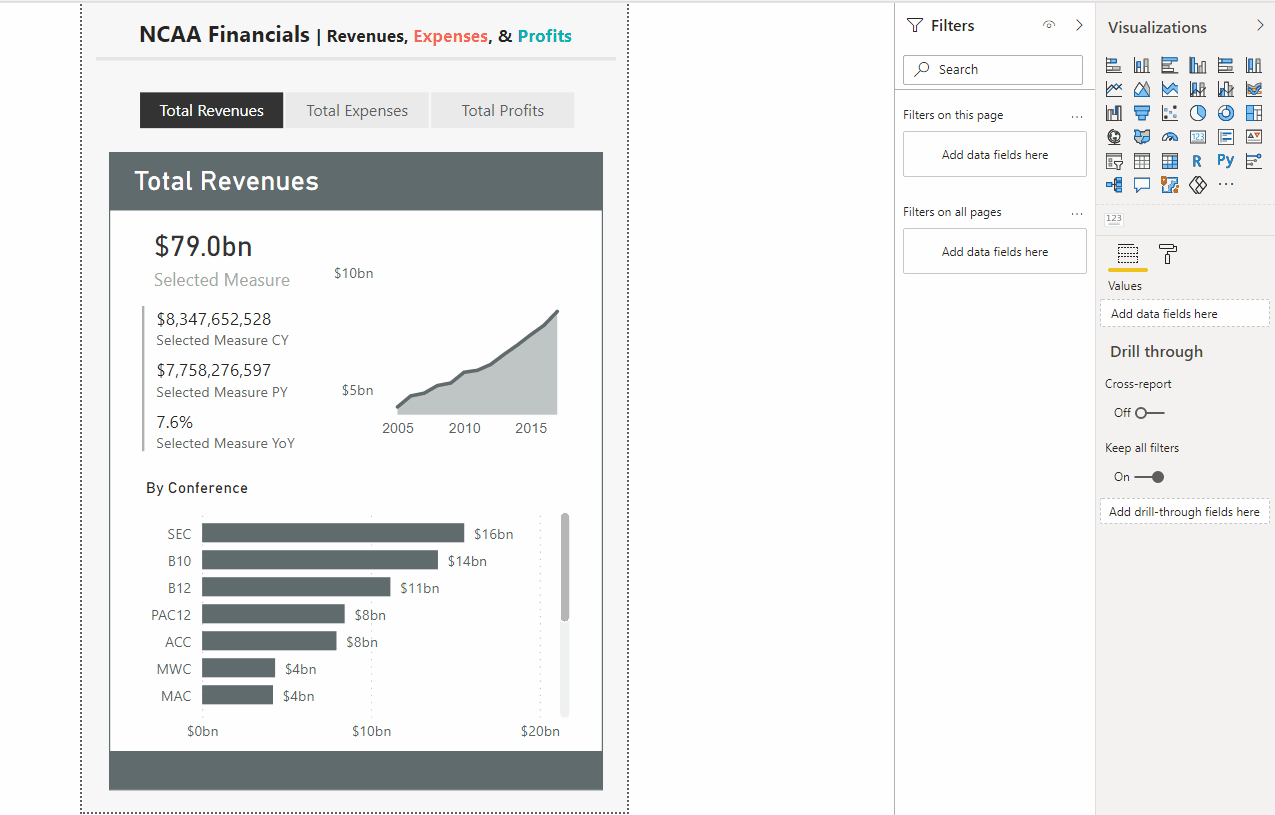 NCAA Financials | Revenues, Expenses, & Profits
Total Revenues
Total Expenses
Total Profits
Total Revenues
$79.0bn
Selected Measure
$8,347,652,528
Selected Measure CY
$7,758,276,597
Selected Measure PY
7.6%
Selected Measure YoY
$10bn
$5bn
2005 2010 2015
By Conference
SEC $16bn
B10 $14bn
B12 $11bn
PAC12 $8bn
ACC $8bn
MWC $4bn
MAC $4bn
$0bn $10bn $20bn
Filters
Search
Filters on this page ...
Add data fields here
Filters on all pages ...
Add data fields here
Visualizations
123
R Py
...
123
Values
Add data fields here
Drill through
Cross-report
Off
Keep all filters
On
Add drill-through fields here